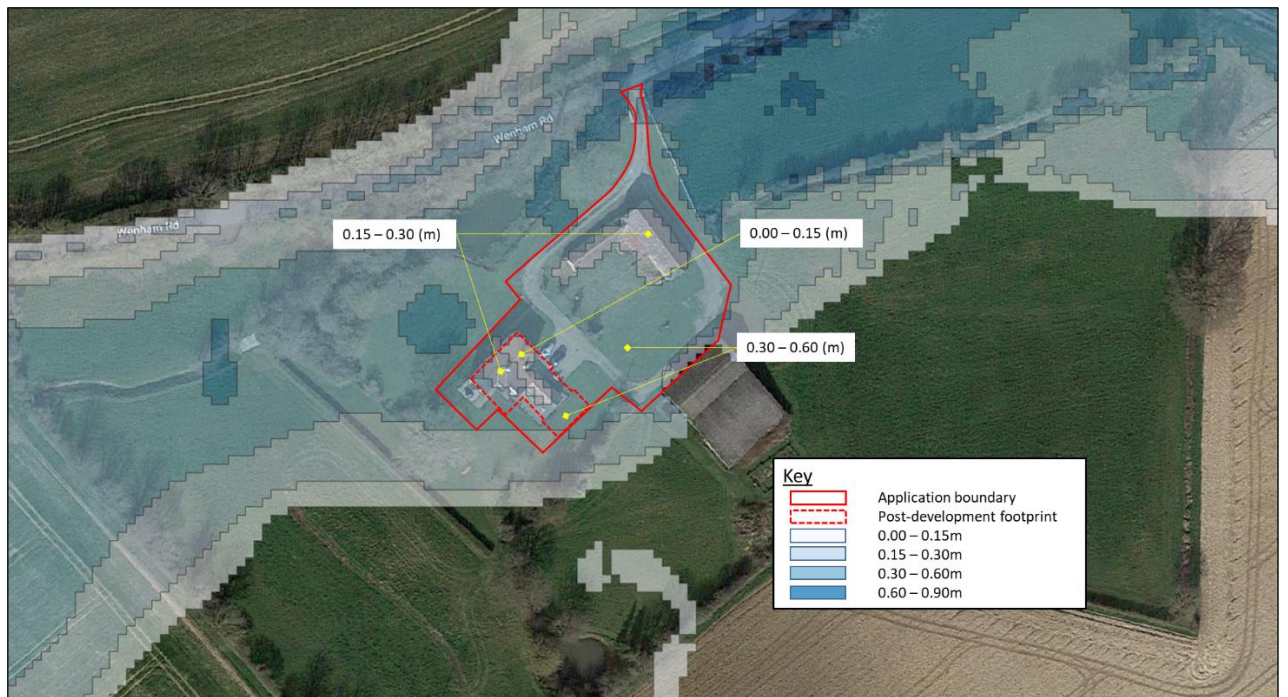 Wenham Rd
Wenham Rd
0.15 – 0.30 (m)
0.00 – 0.15 (m)
0.30 – 0.60 (m)
Key
Application boundary
Post-development footprint
0.00 – 0.15m
0.15 – 0.30m
0.30 – 0.60m
0.60 – 0.90m